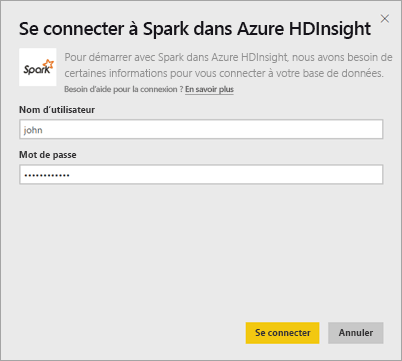 Se connecter à Spark dans Azure HDInsight
Spark
Pour démarrer avec Spark dans Azure HDInsight, nous avons besoin de
certaines informations pour vous connecter à votre base de données.
Besoin d'aide pour la connexion ? En savoir plus
Nom d'utilisateur
john
Mot de passe
••••••••••••
Se connecter Annuler